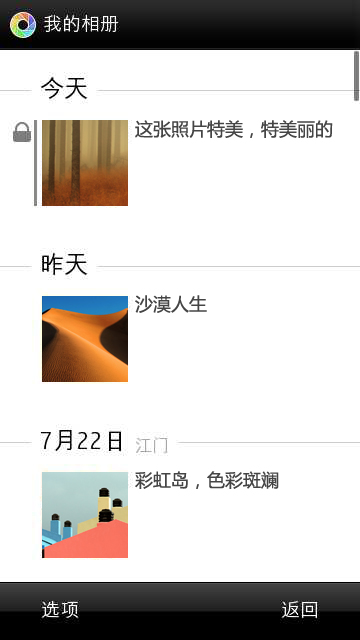 我的相册
今天
这张照片特美，特美丽的
昨天
沙漠人生
7月22日 江门
彩虹岛，色彩斑斓
选项 返回